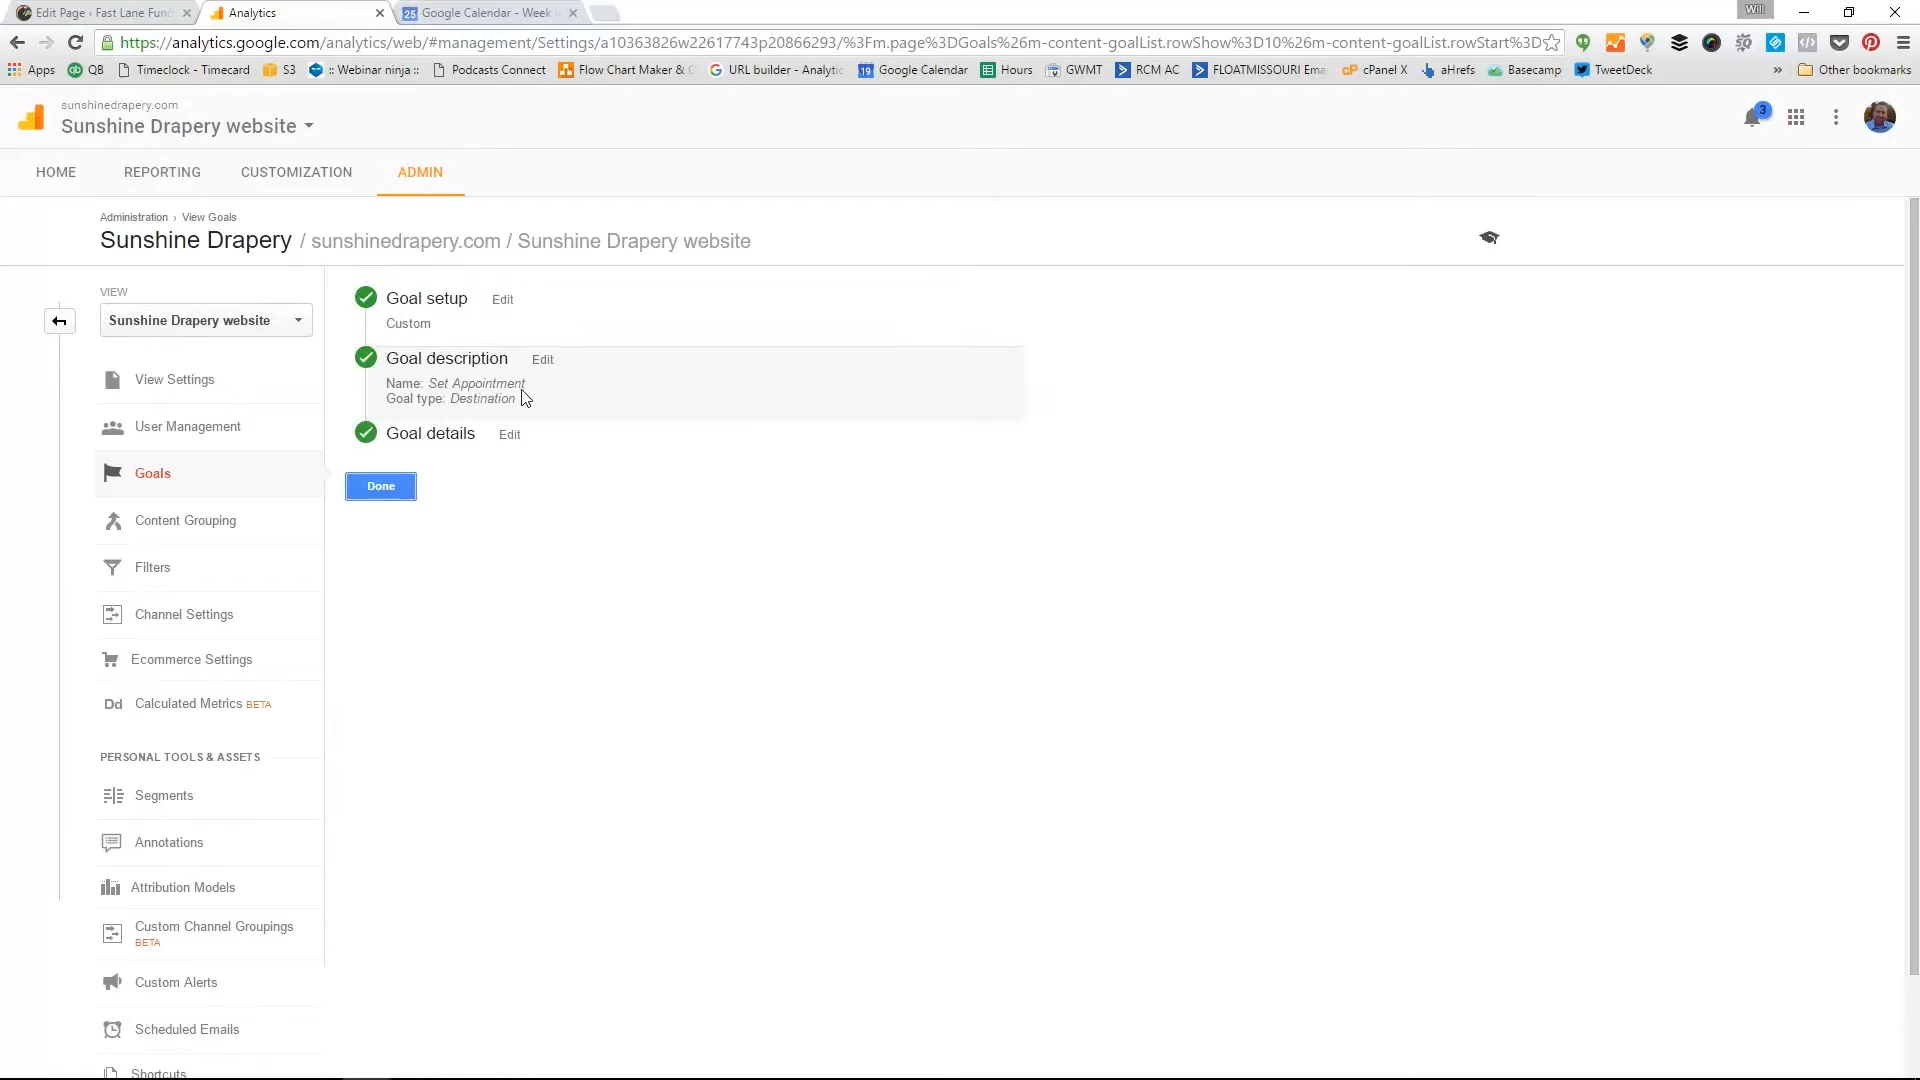 Edit Page ‹ Fast Lane Fun
Analytics
25 Google Calendar - Week
Will
https://analytics.google.com/analytics/web/#management/Settings/a10363826w22617743p20866293/%3Fm.page%3DGoals%26m-content-goalList.rowShow%3D10%26m-content-goalList.rowStart%3D
Apps
QB
Timeclock - Timecard
S3
:: Webinar ninja ::
Podcasts Connect
Flow Chart Maker &
URL builder - Analytic
19 Google Calendar
Hours
GWMT
RCM AC
FLOATMISSOURI Ema
cP cPanel X
aHrefs
Basecamp
TweetDeck
»
Other bookmarks
sunshinedrapery.com
Sunshine Drapery website
3
HOME
REPORTING
CUSTOMIZATION
ADMIN
Administration › View Goals
Sunshine Drapery / sunshinedrapery.com / Sunshine Drapery website
VIEW
Sunshine Drapery website
View Settings
User Management
Goals
Content Grouping
Filters
Channel Settings
Ecommerce Settings
Dd Calculated Metrics BETA
PERSONAL TOOLS & ASSETS
Segments
Annotations
Attribution Models
Custom Channel Groupings
BETA
Custom Alerts
Scheduled Emails
Shortcuts
Goal setup Edit
Custom
Goal description Edit
Name: Set Appointment
Goal type: Destination
Goal details Edit
Done